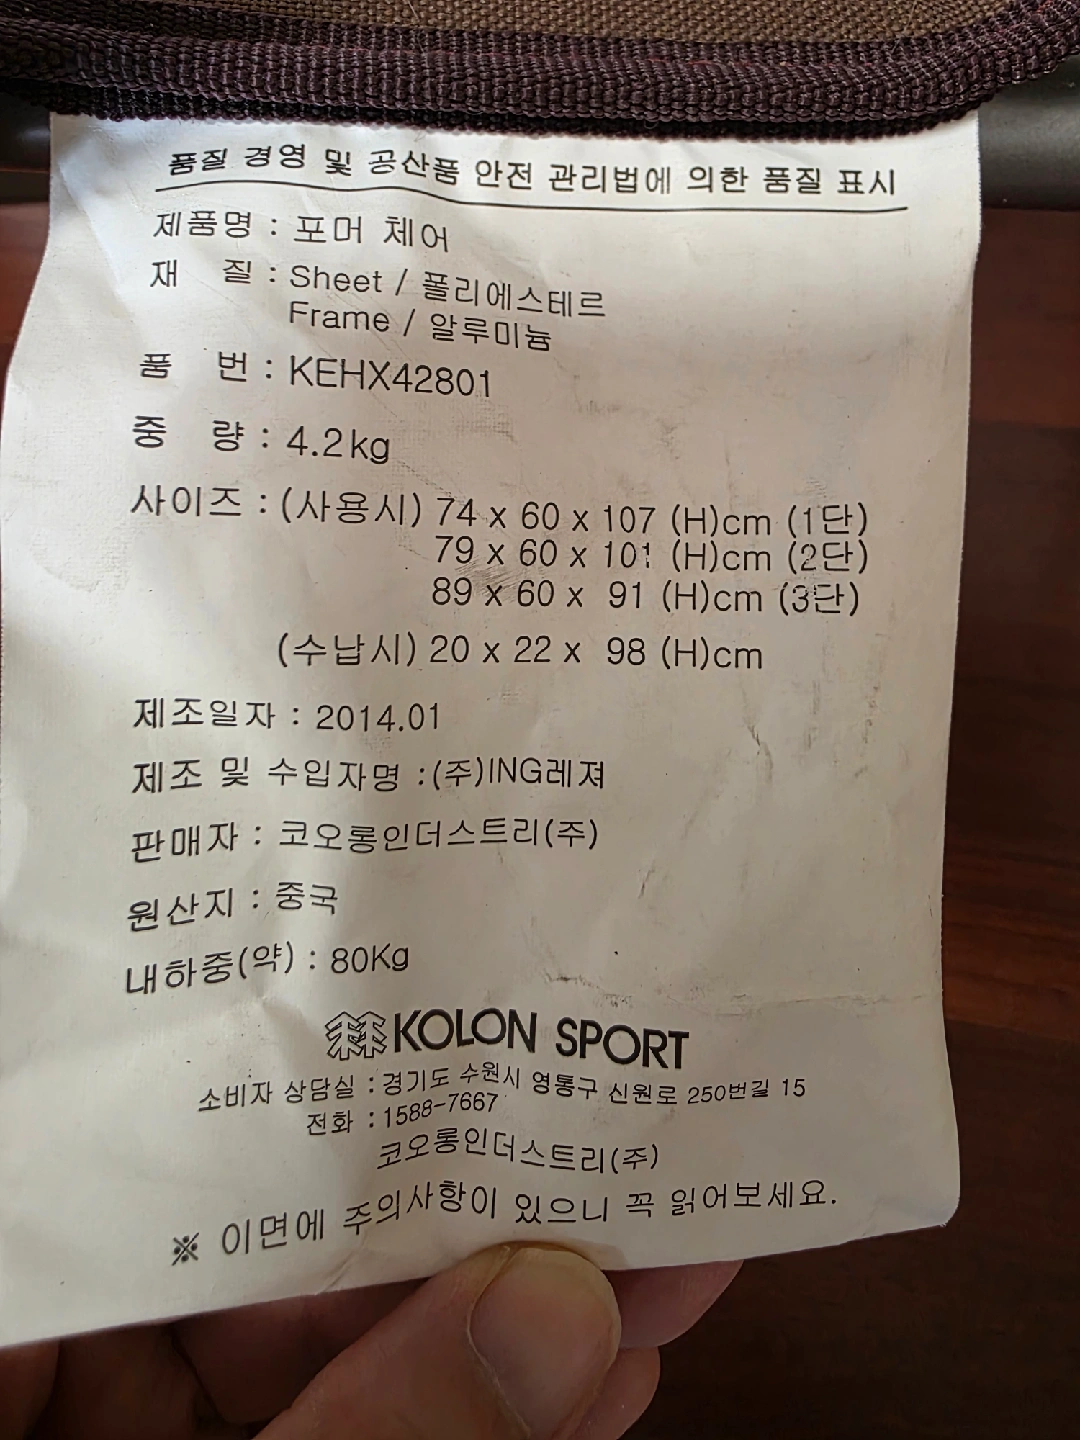 품질 경영 및 공산품 안전 관리법에 의한 품질 표시
제품명 : 포머 체어
재 질 : Sheet / 폴리에스테르
Frame / 알루미늄
품 번 : KEHX42801
중 량 : 4.2kg
사이즈 : (사용시) 74 x 60 x 107 (H)cm (1단)
79 x 60 x 101 (H)cm (2단)
89 x 60 x 91 (H)cm (3단)
(수납시) 20 x 22 x 98 (H)cm
제조일자 : 2014.01
제조 및 수입자명 : (주)ING레져
판매자 : 코오롱인더스트리(주)
원산지 : 중국
내하중(약) : 80Kg
KOLON SPORT
소비자 상담실 : 경기도 수원시 영통구 신원로 250번길 15
전화 : 1588-7667
코오롱인더스트리(주)
※ 이면에 주의사항이 있으니 꼭 읽어보세요.